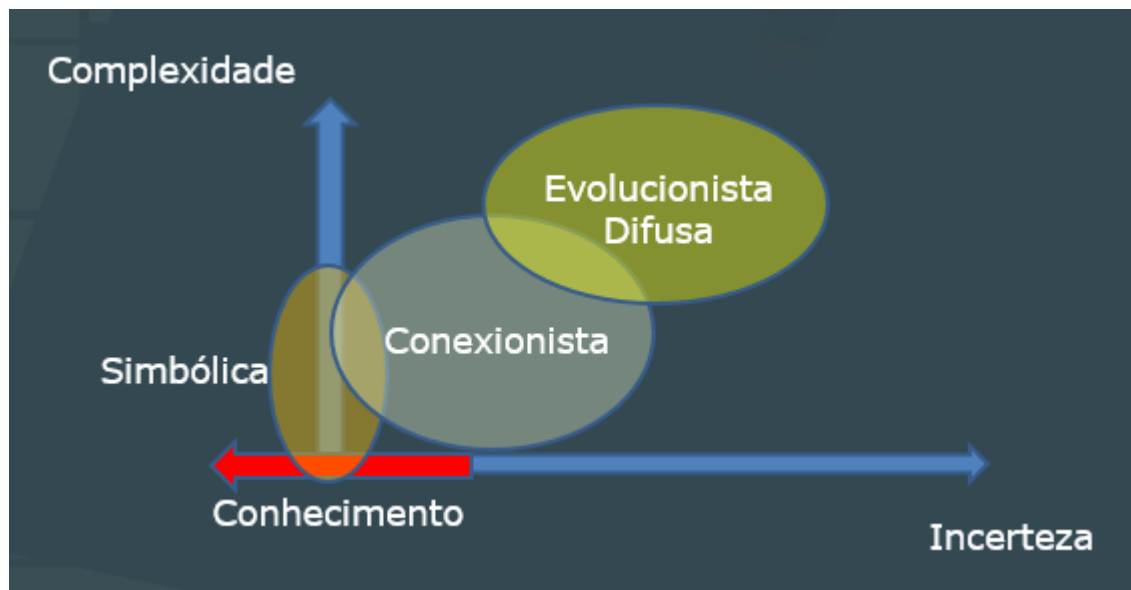 Complexidade
Evolucionista
Difusa
Conexionista
Simbólica
Conhecimento
Incerteza